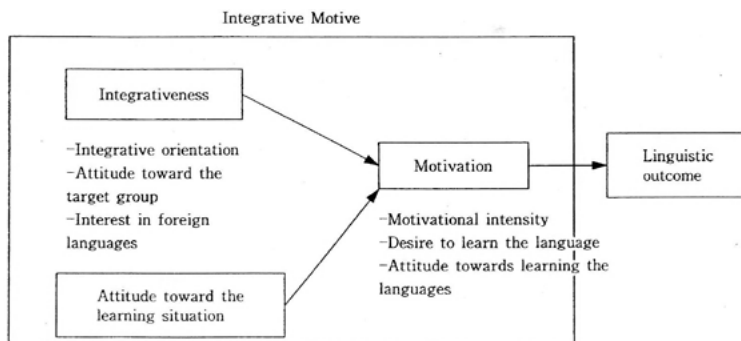 Integrative Motive
Integrativeness
-Integrative orientation
-Attitude toward the
target group
-Interest in foreign
languages
Attitude toward the
learning situation
Motivation
-Motivational intensity
-Desire to learn the language
-Attitude towards learning the
languages
Linguistic
outcome